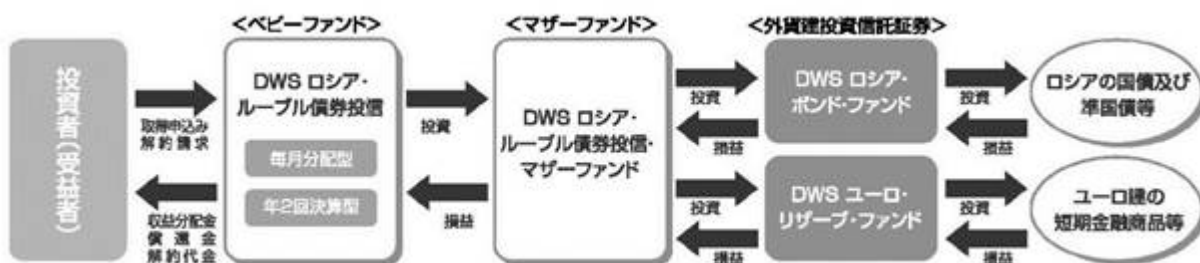 <ベビーファンド>
<マザーファンド>
<外貨建投資信託証券>
投資者(受益者)
取得申込み
解約請求
収益分配金
償還金
解約代金
DWS ロシア・
ルーブル債券投信
毎月分配型
年2回決算型
投資
損益
DWS ロシア・
ルーブル債券投信・
マザーファンド
投資
損益
投資
損益
DWS ロシア・
ボンド・ファンド
DWS ユーロ・
リザーブ・ファンド
投資
損益
投資
損益
ロシアの国債及び
準国債等
ユーロ建の
短期金融商品等